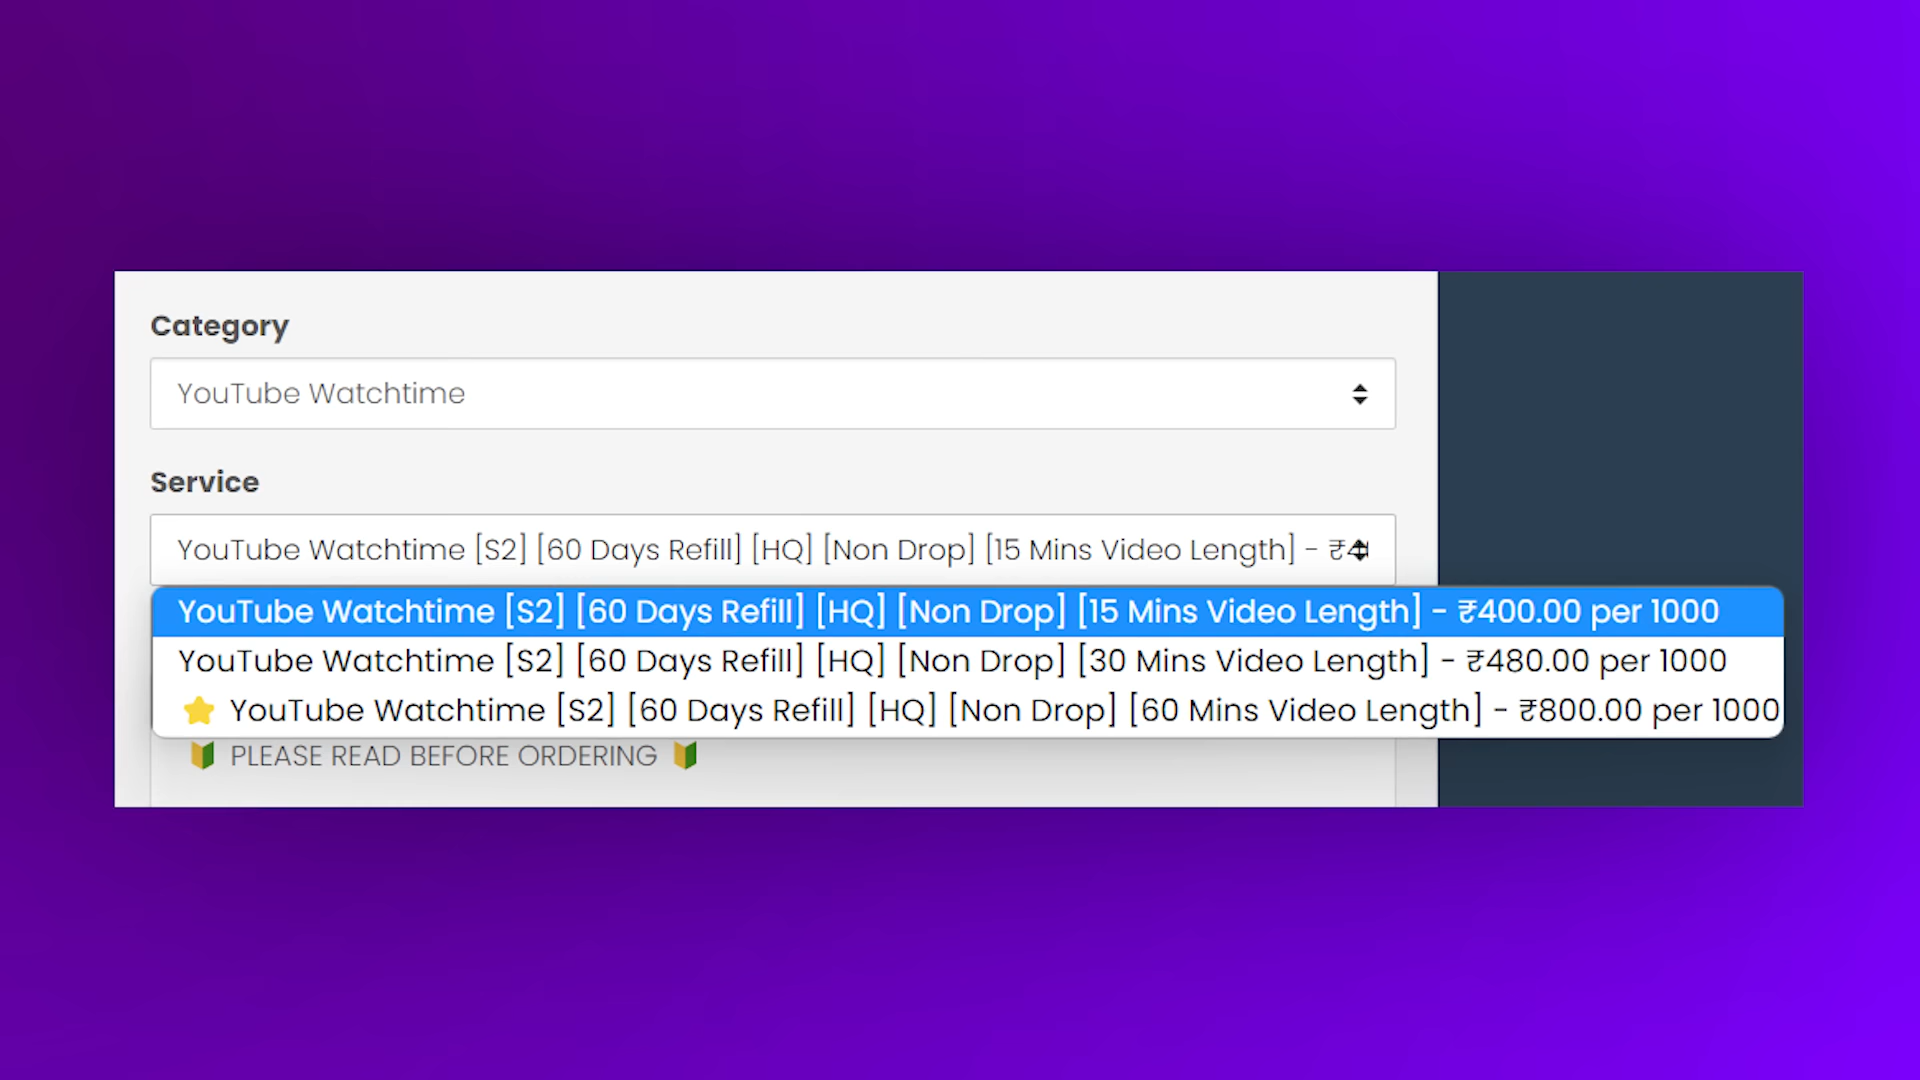 Category
YouTube Watchtime
Service
YouTube Watchtime [S2] [60 Days Refill] [HQ] [Non Drop] [15 Mins Video Length] - ₹4
YouTube Watchtime [S2] [60 Days Refill] [HQ] [Non Drop] [15 Mins Video Length] - ₹400.00 per 1000
YouTube Watchtime [S2] [60 Days Refill] [HQ] [Non Drop] [30 Mins Video Length] - ₹480.00 per 1000
⭐ YouTube Watchtime [S2] [60 Days Refill] [HQ] [Non Drop] [60 Mins Video Length] - ₹800.00 per 1000
🔰 PLEASE READ BEFORE ORDERING 🔰